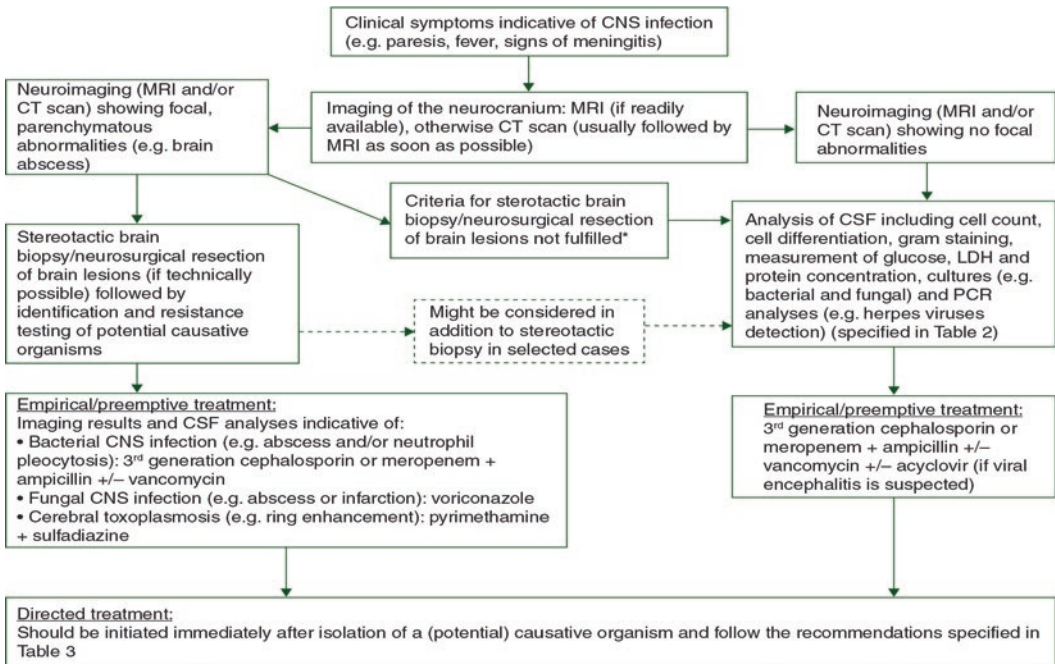 Clinical symptoms indicative of CNS infection
(e.g. paresis, fever, signs of meningitis)
Neuroimaging (MRI and/or
CT scan) showing focal,
parenchymatous
abnormalities (e.g. brain
abscess)
Imaging of the neurocranium: MRI (if readily
available), otherwise CT scan (usually followed by
MRI as soon as possible)
Neuroimaging (MRI and/or
CT scan) showing no focal
abnormalities
Criteria for sterotactic brain
biopsy/neurosurgical resection
of brain lesions not fulfilled*
Stereotactic brain
biopsy/neurosurgical resection
of brain lesions (if technically
possible) followed by
identification and resistance
testing of potential causative
organisms
Might be considered in
addition to stereotactic
biopsy in selected cases
Analysis of CSF including cell count,
cell differentiation, gram staining,
measurement of glucose, LDH and
protein concentration, cultures (e.g.
bacterial and fungal) and PCR
analyses (e.g. herpes viruses
detection) (specified in Table 2)
Empirical/preemptive treatment:
Imaging results and CSF analyses indicative of:
• Bacterial CNS infection (e.g. abscess and/or neutrophil
pleocytosis): 3rd generation cephalosporin or meropenem +
ampicillin +/– vancomycin
• Fungal CNS infection (e.g. abscess or infarction): voriconazole
• Cerebral toxoplasmosis (e.g. ring enhancement): pyrimethamine
+ sulfadiazine
Empirical/preemptive treatment:
3rd generation cephalosporin or
meropenem + ampicillin +/–
vancomycin +/– acyclovir (if viral
encephalitis is suspected)
Directed treatment:
Should be initiated immediately after isolation of a (potential) causative organism and follow the recommendations specified in
Table 3